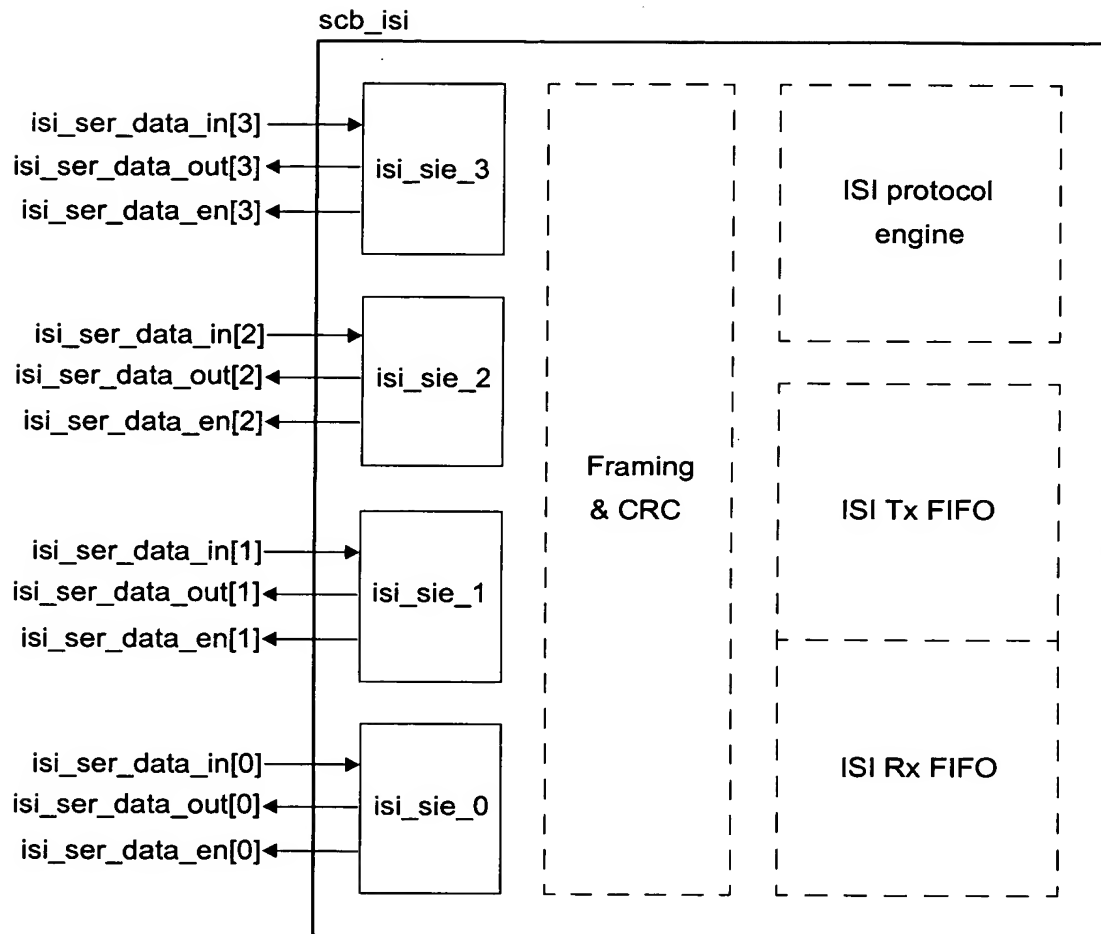 scb_isi
isi_ser_data_in[3]
isi_ser_data_out[3]
isi_ser_data_en[3]
isi_sie_3
isi_ser_data_in[2]
isi_ser_data_out[2]
isi_ser_data_en[2]
isi_sie_2
isi_ser_data_in[1]
isi_ser_data_out[1]
isi_ser_data_en[1]
isi_sie_1
isi_ser_data_in[0]
isi_ser_data_out[0]
isi_ser_data_en[0]
isi_sie_0
Framing
& CRC
ISI protocol
engine
ISI Tx FIFO
ISI Rx FIFO